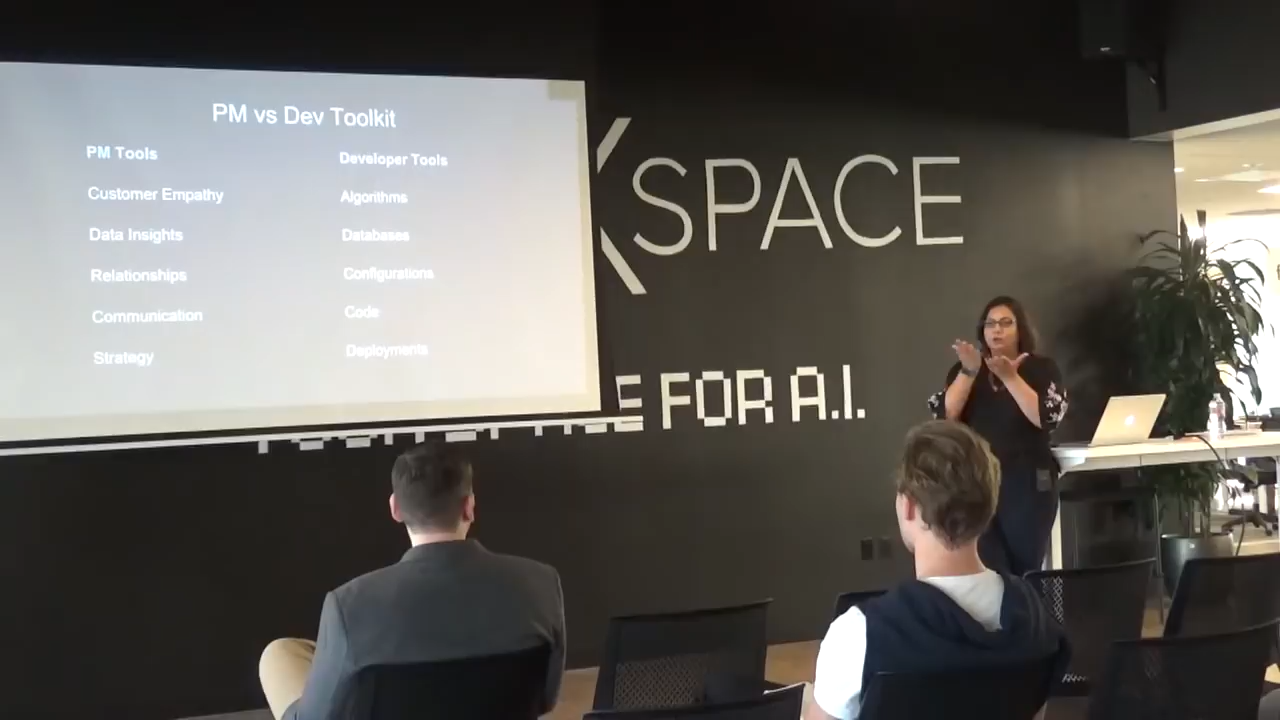 PM vs Dev Toolkit
PM Tools
Customer Empathy
Data Insights
Relationships
Communication
Strategy
Developer Tools
Algorithms
Databases
Configurations
Code
Deployments
SPACE
FOR A.I.